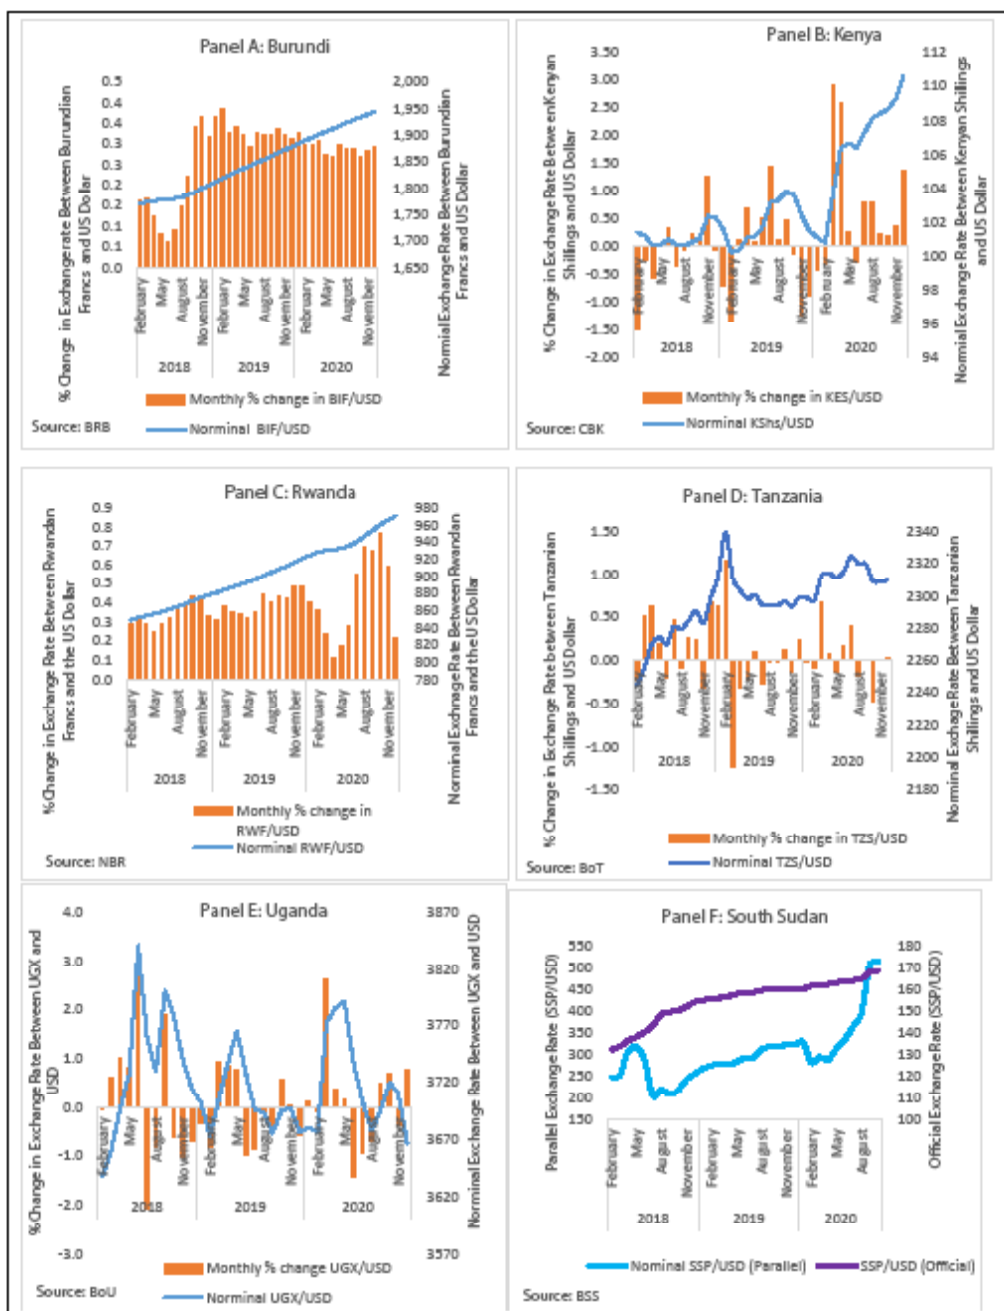 Panel A: Burundi
% Change in Exchangerate Between Burundian
Francs and US Dollar
0.5
0.4
0.4
0.3
0.3
0.2
0.2
0.1
0.1
0.0
2,000
1,950
1,900
1,850
1,800
1,750
1,700
1,650
Norminal Exchange Rate Between Burundian
Francs and US Dollar
February
May
August
November
2018
2019
2020
Monthly % change in BIF/USD
Norminal BIF/USD
Source: BRB
Panel B: Kenya
% Change in Exchange Rate Between Kenyan
Shillings and US Dollar
3.50
3.00
2.50
2.00
1.50
1.00
0.50
0.00
-0.50
-1.00
-1.50
-2.00
112
110
108
106
104
102
100
98
96
94
Normial Exchange Rate Between Kenyan Shillings
and US Dollar
February
May
August
November
February
May
August
November
February
May
August
November
2018
2019
2020
Monthly % change in KES/USD
Norminal KShs/USD
Source: CBK
Panel C: Rwanda
% Change in Exchange Rate Between Rwandan
Francs and the US Dollar
0.9
0.8
0.7
0.6
0.5
0.4
0.3
0.2
0.1
0.0
980
960
940
920
900
880
860
840
820
800
780
Norminal Exchnage Rate Between Rwandan
Francs and the USDollar
February
May
August
November
February
May
August
November
February
May
August
November
2018
2019
2020
Monthly % change in
RWF/USD
Norminal RWF/USD
Source: NBR
Panel D: Tanzania
% Change in Exchange Rate between Tanzanian
Shillings and US Dollar
1.50
1.00
0.50
0.00
-0.50
-1.00
-1.50
2340
2320
2300
2280
2260
2240
2220
2200
2180
Norminal Exchage Rate Between Tanzanian
Shillings and US Dollar
February
May
August
November
February
May
August
November
February
May
August
November
2018
2019
2020
Monthly % change in TZS/USD
Norminal TZS/USD
Source: BoT
Panel E: Uganda
% Change in Exchange Rate Between UGX and
USD
4.0
3.0
2.0
1.0
0.0
-1.0
-2.0
-3.0
3870
3820
3770
3720
3670
3620
3570
Norminal Exchange Rate Between UGX and USD
February
May
August
November
February
May
August
November
February
May
August
November
2018
2019
2020
Monthly % change UGX/USD
Norminal UGX/USD
Source: BoU
Panel F: South Sudan
Parallel Exchange Rate (SSP/USD)
550
500
450
400
350
300
250
200
150
180
170
160
150
140
130
120
110
100
Official Exchange Rate (SSP/USD)
February
May
August
November
February
May
August
November
February
May
August
2018
2019
2020
Nominal SSP/USD (Parallel)
SSP/USD (Official)
Source: BSS